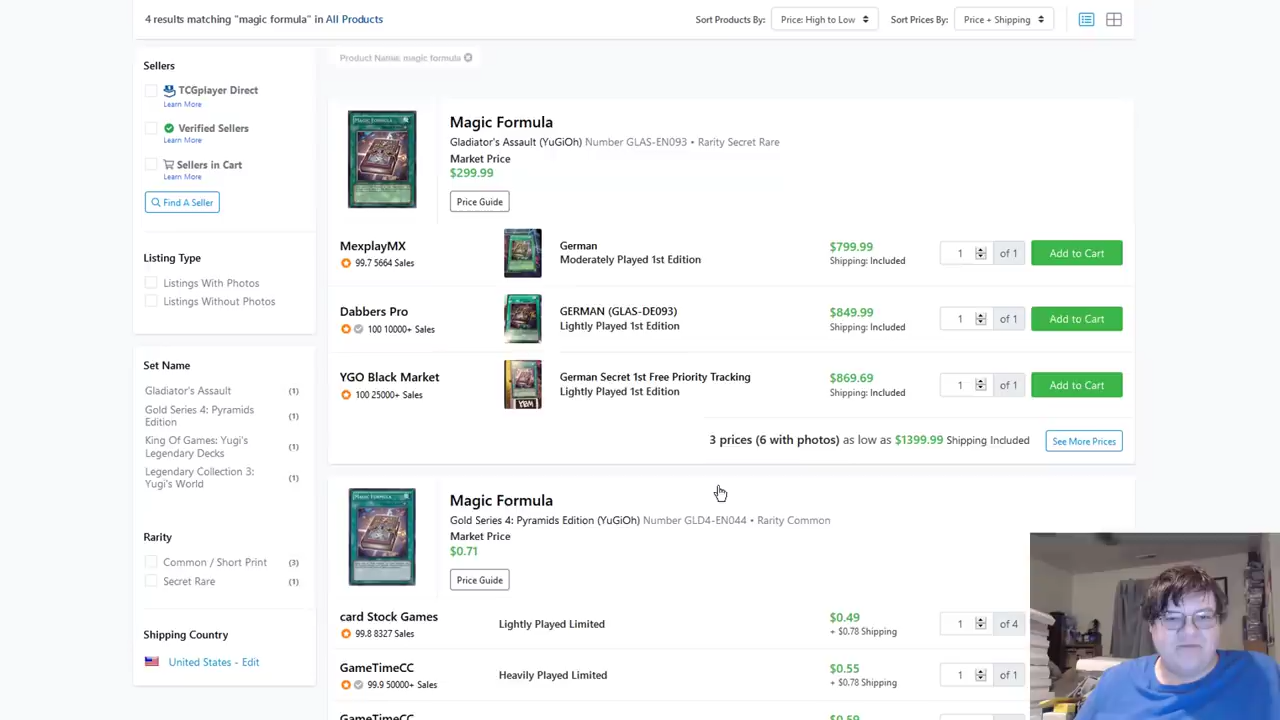 4 results matching "magic formula" in All Products
Sort Products By:
Price: High to Low
Sort Prices By:
Price + Shipping
Product Name: magic formula
Sellers
TCGplayer Direct
Learn More
Verified Sellers
Learn More
Sellers in Cart
Learn More
Find A Seller
Listing Type
Listings With Photos
Listings Without Photos
Set Name
Gladiator's Assault (1)
Gold Series 4: Pyramids
Edition (1)
King Of Games: Yugi's
Legendary Decks (1)
Legendary Collection 3:
Yugi's World (1)
Rarity
Common / Short Print (3)
Secret Rare (1)
Shipping Country
United States - Edit
MAGIC FORMULA
Magic Formula
Gladiator's Assault (YuGiOh) Number GLAS-EN093 • Rarity Secret Rare
Market Price
$299.99
Price Guide
MexplayMX
99.7 5664 Sales
German
Moderately Played 1st Edition
$799.99
Shipping: Included
1 of 1
Add to Cart
Dabbers Pro
100 10000+ Sales
GERMAN (GLAS-DE093)
Lightly Played 1st Edition
$849.99
Shipping: Included
1 of 1
Add to Cart
YGO Black Market
100 25000+ Sales
YBM
German Secret 1st Free Priority Tracking
Lightly Played 1st Edition
$869.69
Shipping: Included
1 of 1
Add to Cart
3 prices (6 with photos) as low as $1399.99 Shipping Included
See More Prices
MAGIC FORMULA
Magic Formula
Gold Series 4: Pyramids Edition (YuGiOh) Number GLD4-EN044 • Rarity Common
Market Price
$0.71
Price Guide
card Stock Games
99.8 8327 Sales
Lightly Played Limited
$0.49
+ $0.78 Shipping
1 of 4
GameTimeCC
99.9 50000+ Sales
Heavily Played Limited
$0.55
+ $0.78 Shipping
1 of 1
GameTimeCC
$0.59